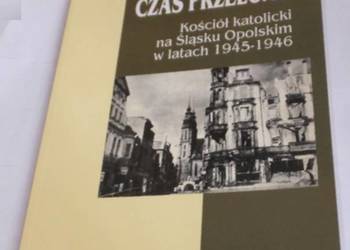 CZAS
Kościół katolicki
na Śląsku Opolskim
w latach 1945-1946